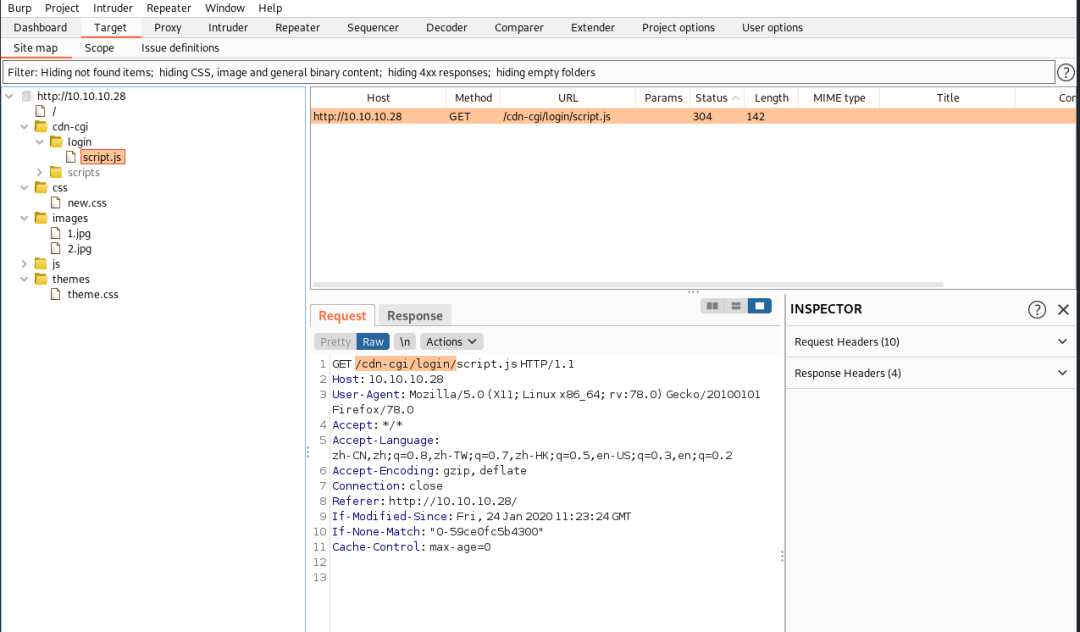 Burp Project Intruder Repeater Window Help
Dashboard Target Proxy Intruder Repeater Sequencer Decoder Comparer Extender Project options User options
Site map Scope Issue definitions
Filter: Hiding not found items; hiding CSS, image and general binary content; hiding 4xx responses; hiding empty folders ?
http://10.10.10.28
/
cdn-cgi
login
script.js
scripts
css
new.css
images
1.jpg
2.jpg
js
themes
theme.css
Host Method URL Params Status Length MIME type Title Cor
http://10.10.10.28 GET /cdn-cgi/login/script.js 304 142
Request Response
Pretty Raw \n Actions
1 GET /cdn-cgi/login/script.js HTTP/1.1
2 Host: 10.10.10.28
3 User-Agent: Mozilla/5.0 (X11; Linux x86_64; rv:78.0) Gecko/20100101
Firefox/78.0
4 Accept: */*
5 Accept-Language:
zh-CN,zh;q=0.8,zh-TW;q=0.7,zh-HK;q=0.5,en-US;q=0.3,en;q=0.2
6 Accept-Encoding: gzip, deflate
7 Connection: close
8 Referer: http://10.10.10.28/
9 If-Modified-Since: Fri, 24 Jan 2020 11:23:24 GMT
10 If-None-Match: "0-59ce0fc5b4300"
11 Cache-Control: max-age=0
12
13
INSPECTOR ?
Request Headers (10)
Response Headers (4)